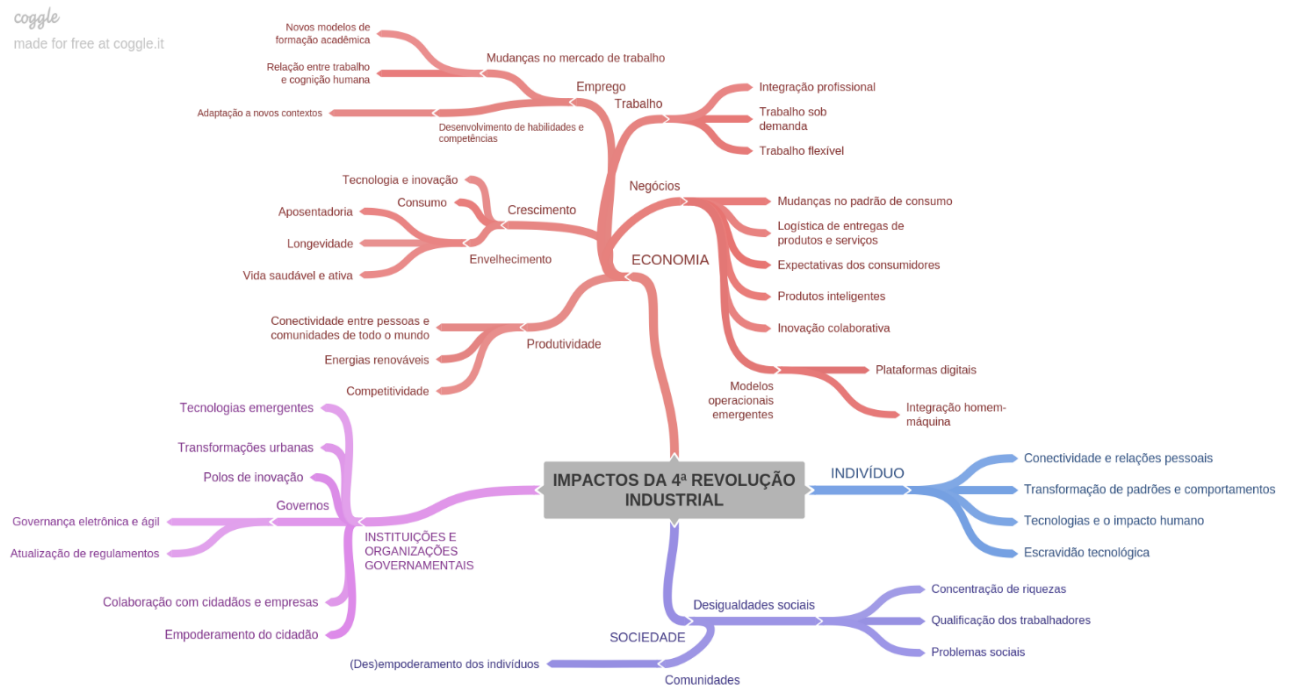 coggle
made for free at coggle.it
Novos modelos de
formação acadêmica
Mudanças no mercado de trabalho
Relação entre trabalho
e cognição humana
Emprego
Adaptação a novos contextos
Desenvolvimento de habilidades e
competências
Trabalho
Integração profissional
Trabalho sob
demanda
Trabalho flexível
Tecnologia e inovação
Consumo
Crescimento
Aposentadoria
Longevidade
Envelhecimento
Vida saudável e ativa
Negócios
Mudanças no padrão de consumo
Logística de entregas de
produtos e serviços
Expectativas dos consumidores
Produtos inteligentes
Inovação colaborativa
Modelos
operacionais
emergentes
Plataformas digitais
Integração homem-
máquina
ECONOMIA
Conectividade entre pessoas e
comunidades de todo o mundo
Produtividade
Energias renováveis
Competitividade
Tecnologias emergentes
Transformações urbanas
Polos de inovação
Governos
Governança eletrônica e ágil
Atualização de regulamentos
INSTITUIÇÕES E
ORGANIZAÇÕES
GOVERNAMENTAIS
Colaboração com cidadãos e empresas
Empoderamento do cidadão
IMPACTOS DA 4ª REVOLUÇÃO
INDUSTRIAL
INDIVÍDUO
Conectividade e relações pessoais
Transformação de padrões e comportamentos
Tecnologias e o impacto humano
Escravidão tecnológica
Desigualdades sociais
Concentração de riquezas
Qualificação dos trabalhadores
Problemas sociais
SOCIEDADE
(Des)empoderamento dos indivíduos
Comunidades